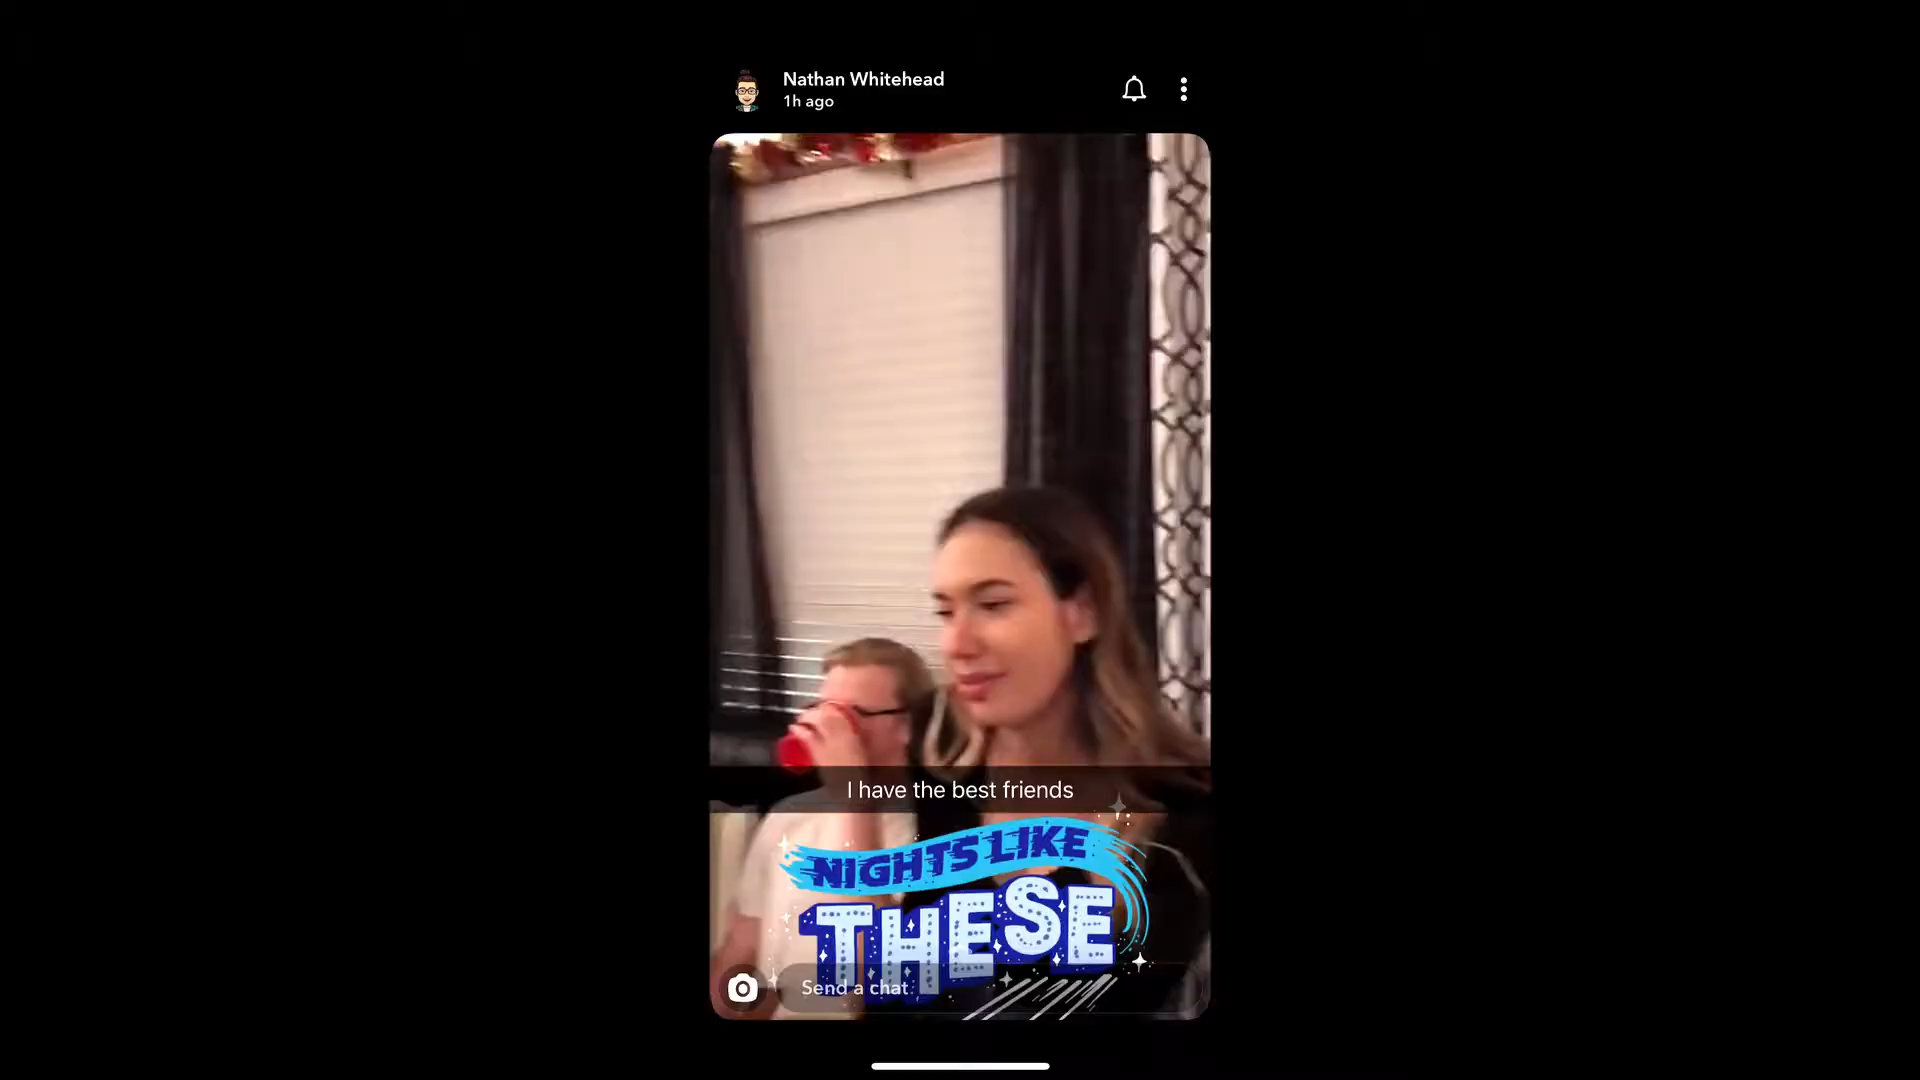 Nathan Whitehead
1h ago
I have the best friends
NIGHTS LIKE
THESE
Send a chat